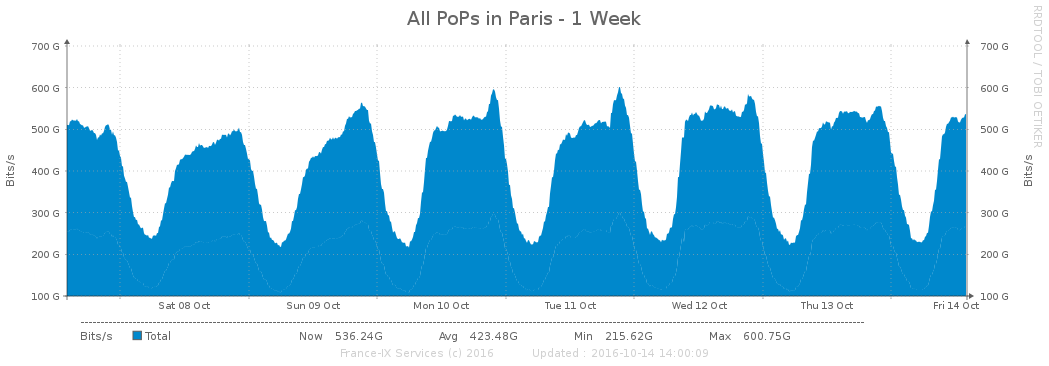 All PoPs in Paris - 1 Week
RRDTOOL / TOBI OETIKER
700 G 700 G
600 G 600 G
500 G 500 G
400 G 400 G
300 G 300 G
200 G 200 G
100 G 100 G
Bits/s
Bits/s
Sat 08 Oct Sun 09 Oct Mon 10 Oct Tue 11 Oct Wed 12 Oct Thu 13 Oct Fri 14 Oct
Bits/s Total Now 536.24G Avg 423.48G Min 215.62G Max 600.75G
France-IX Services (c) 2016 Updated : 2016-10-14 14:00:09